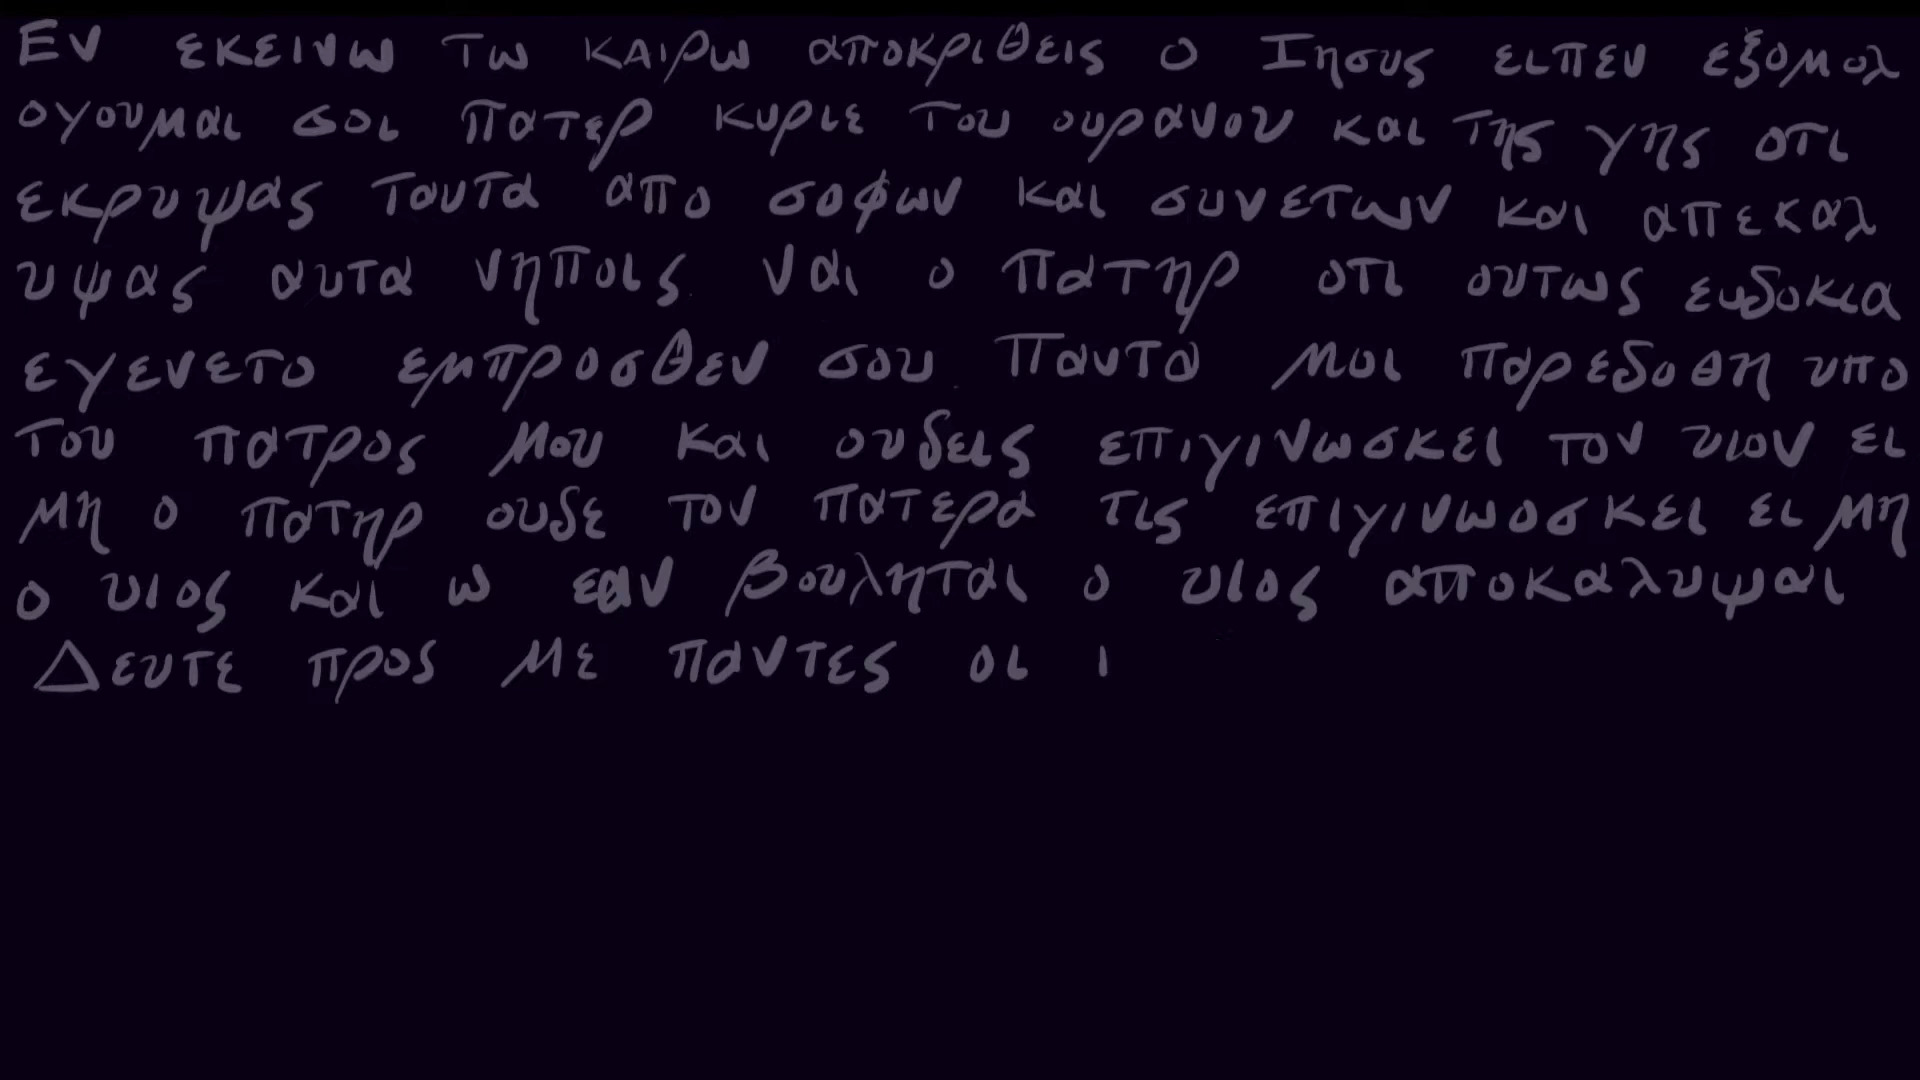 Εν εκεινω τω καιρω αποκριθεις ο Ιησυς ειπεν εξομολ
ογουμαι σοι Πατερ κυριε του ουρανου και της γης οτι
εκρυψας ταυτα απο σοφων και συνετων και απεκαλ
υψας αυτα νηποις ναι ο Πατηρ οτι ουτως ευδοκια
εγενετο εμπροσθεν σου Παντα μοι παρεδοθη υπο
του πατρος μου και ουδεις επιγινωσκει τον υιον ει
μη ο πατηρ ουδε τον πατερα τις επιγινωοσκει ει μη
ο υιος και ω εαν βουληται ο υιος αποκαλυψαι
Δευτε προς με παντες οι ι